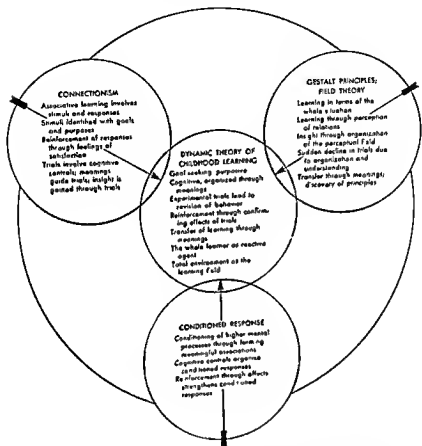 CONNECTIONISM
Associative learning involves
stimuli and responses
Stimuli identified with goals
and purposes
Reinforcement of responses
through feelings of
satisfaction
Trials involve cognitive
controls; meanings
guide trials; insight is
gained through trials
GESTALT PRINCIPLES;
FIELD THEORY
Learning in terms of the
whole situation
Learning through perception
of relations
Insight through organization
of the perceptual field
Sudden decline in trials due
to organization and
understanding
Transfer through meanings;
discovery of principles
DYNAMIC THEORY OF
CHILDHOOD LEARNING
Goal seeking, purposive
Cognitive, organized through
meanings
Experimental trials lead to
revision of behavior
Reinforcement through confirm-
ing effects of trials
Transfer of learning through
meanings
The whole learner as reactive
agent
Total environment as the
learning field
CONDITIONED RESPONSE
Conditioning of higher mental
processes through forming
meaningful associations
Cognitive controls organize
conditioned responses
Reinforcement through effects
strengthens conditioned
responses